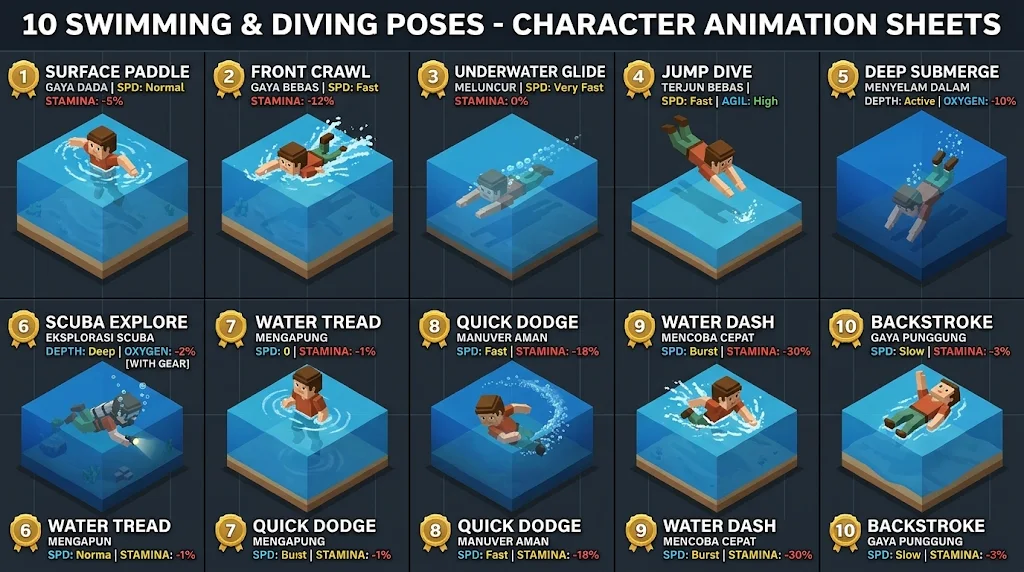 10 SWIMMING & DIVING POSES - CHARACTER ANIMATION SHEETS
1 SURFACE PADDLE
GAYA DADA | SPD: Normal
STAMINA: -5%
2 FRONT CRAWL
GAYA BEBAS | SPD: Fast
STAMINA: -12%
3 UNDERWATER GLIDE
MELUNCUR | SPD: Very Fast
STAMINA: 0%
4 JUMP DIVE
TERJUN BEBAS |
SPD: Fast | AGIL: High
5 DEEP SUBMERGE
MENYELAM DALAM
DEPTH: Active | OXYGEN: -10%
6 SCUBA EXPLORE
EKSPLORASI SCUBA
DEPTH: Deep | OXYGEN: -2%
[WITH GEAR]
7 WATER TREAD
MENGAPUNG
SPD: 0 | STAMINA: -1%
8 QUICK DODGE
MANUVER AMAN
SPD: Fast | STAMINA: -18%
9 WATER DASH
MENCOBA CEPAT
SPD: Burst | STAMINA: -30%
10 BACKSTROKE
GAYA PUNGGUNG
SPD: Slow | STAMINA: -3%
6 WATER TREAD
MENGAPUN
SPD: Norma | STAMINA: -1%
7 QUICK DODGE
MENGAPUNG
SPD: Bust | STAMINA: -1%
8 QUICK DODGE
MANUVER AMAN
SPD: Fast | STAMINA: -18%
9 WATER DASH
MENCOBA CEPAT
SPD: Burst | STAMINA: -30%
10 BACKSTROKE
GAYA PUNGGUNG
SPD: Slow | STAMINA: -3%